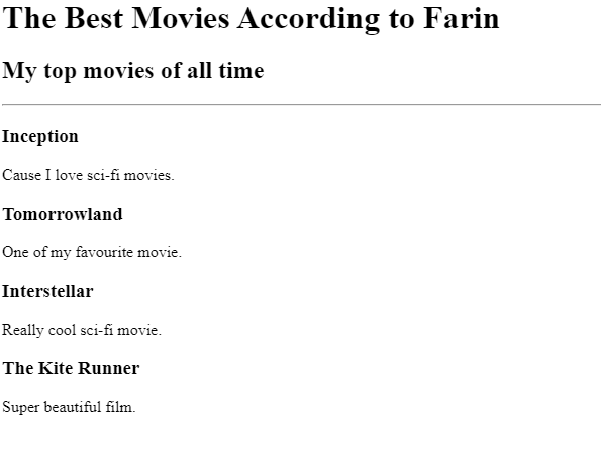 The Best Movies According to Farin
My top movies of all time
Inception
Cause I love sci-fi movies.
Tomorrowland
One of my favourite movie.
Interstellar
Really cool sci-fi movie.
The Kite Runner
Super beautiful film.